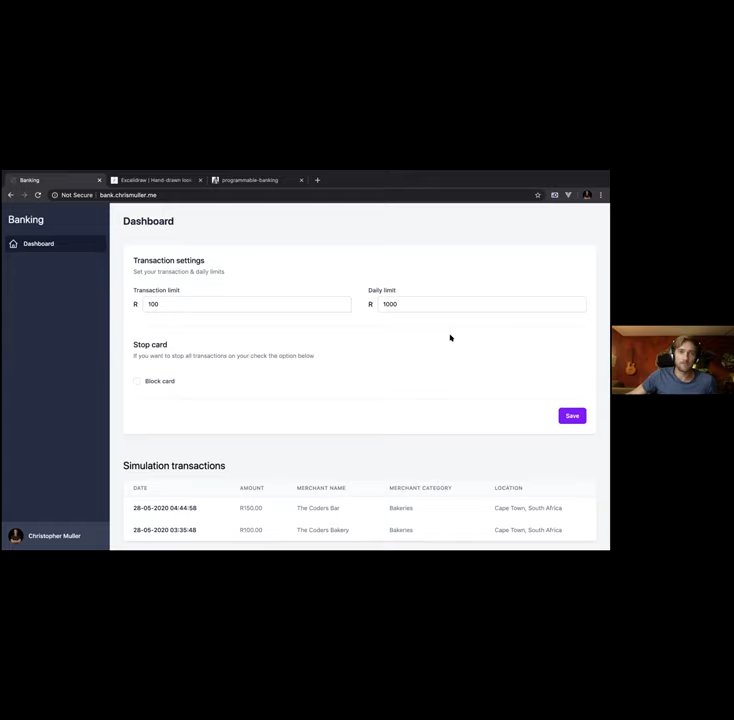 Banking
Excalidraw | Hand-drawn look
programmable-banking
Not Secure | bank.chrismuller.me
Banking
Dashboard
Dashboard
Transaction settings
Set your transaction & daily limits
Transaction limit
Daily limit
R 100
R 1000
Stop card
If you want to stop all transactions on your check the option below
Block card
Save
Simulation transactions
DATE AMOUNT MERCHANT NAME MERCHANT CATEGORY LOCATION
28-05-2020 04:44:58 R150.00 The Coders Bar Bakeries Cape Town, South Africa
28-05-2020 03:35:48 R100.00 The Coders Bakery Bakeries Cape Town, South Africa
Christopher Muller